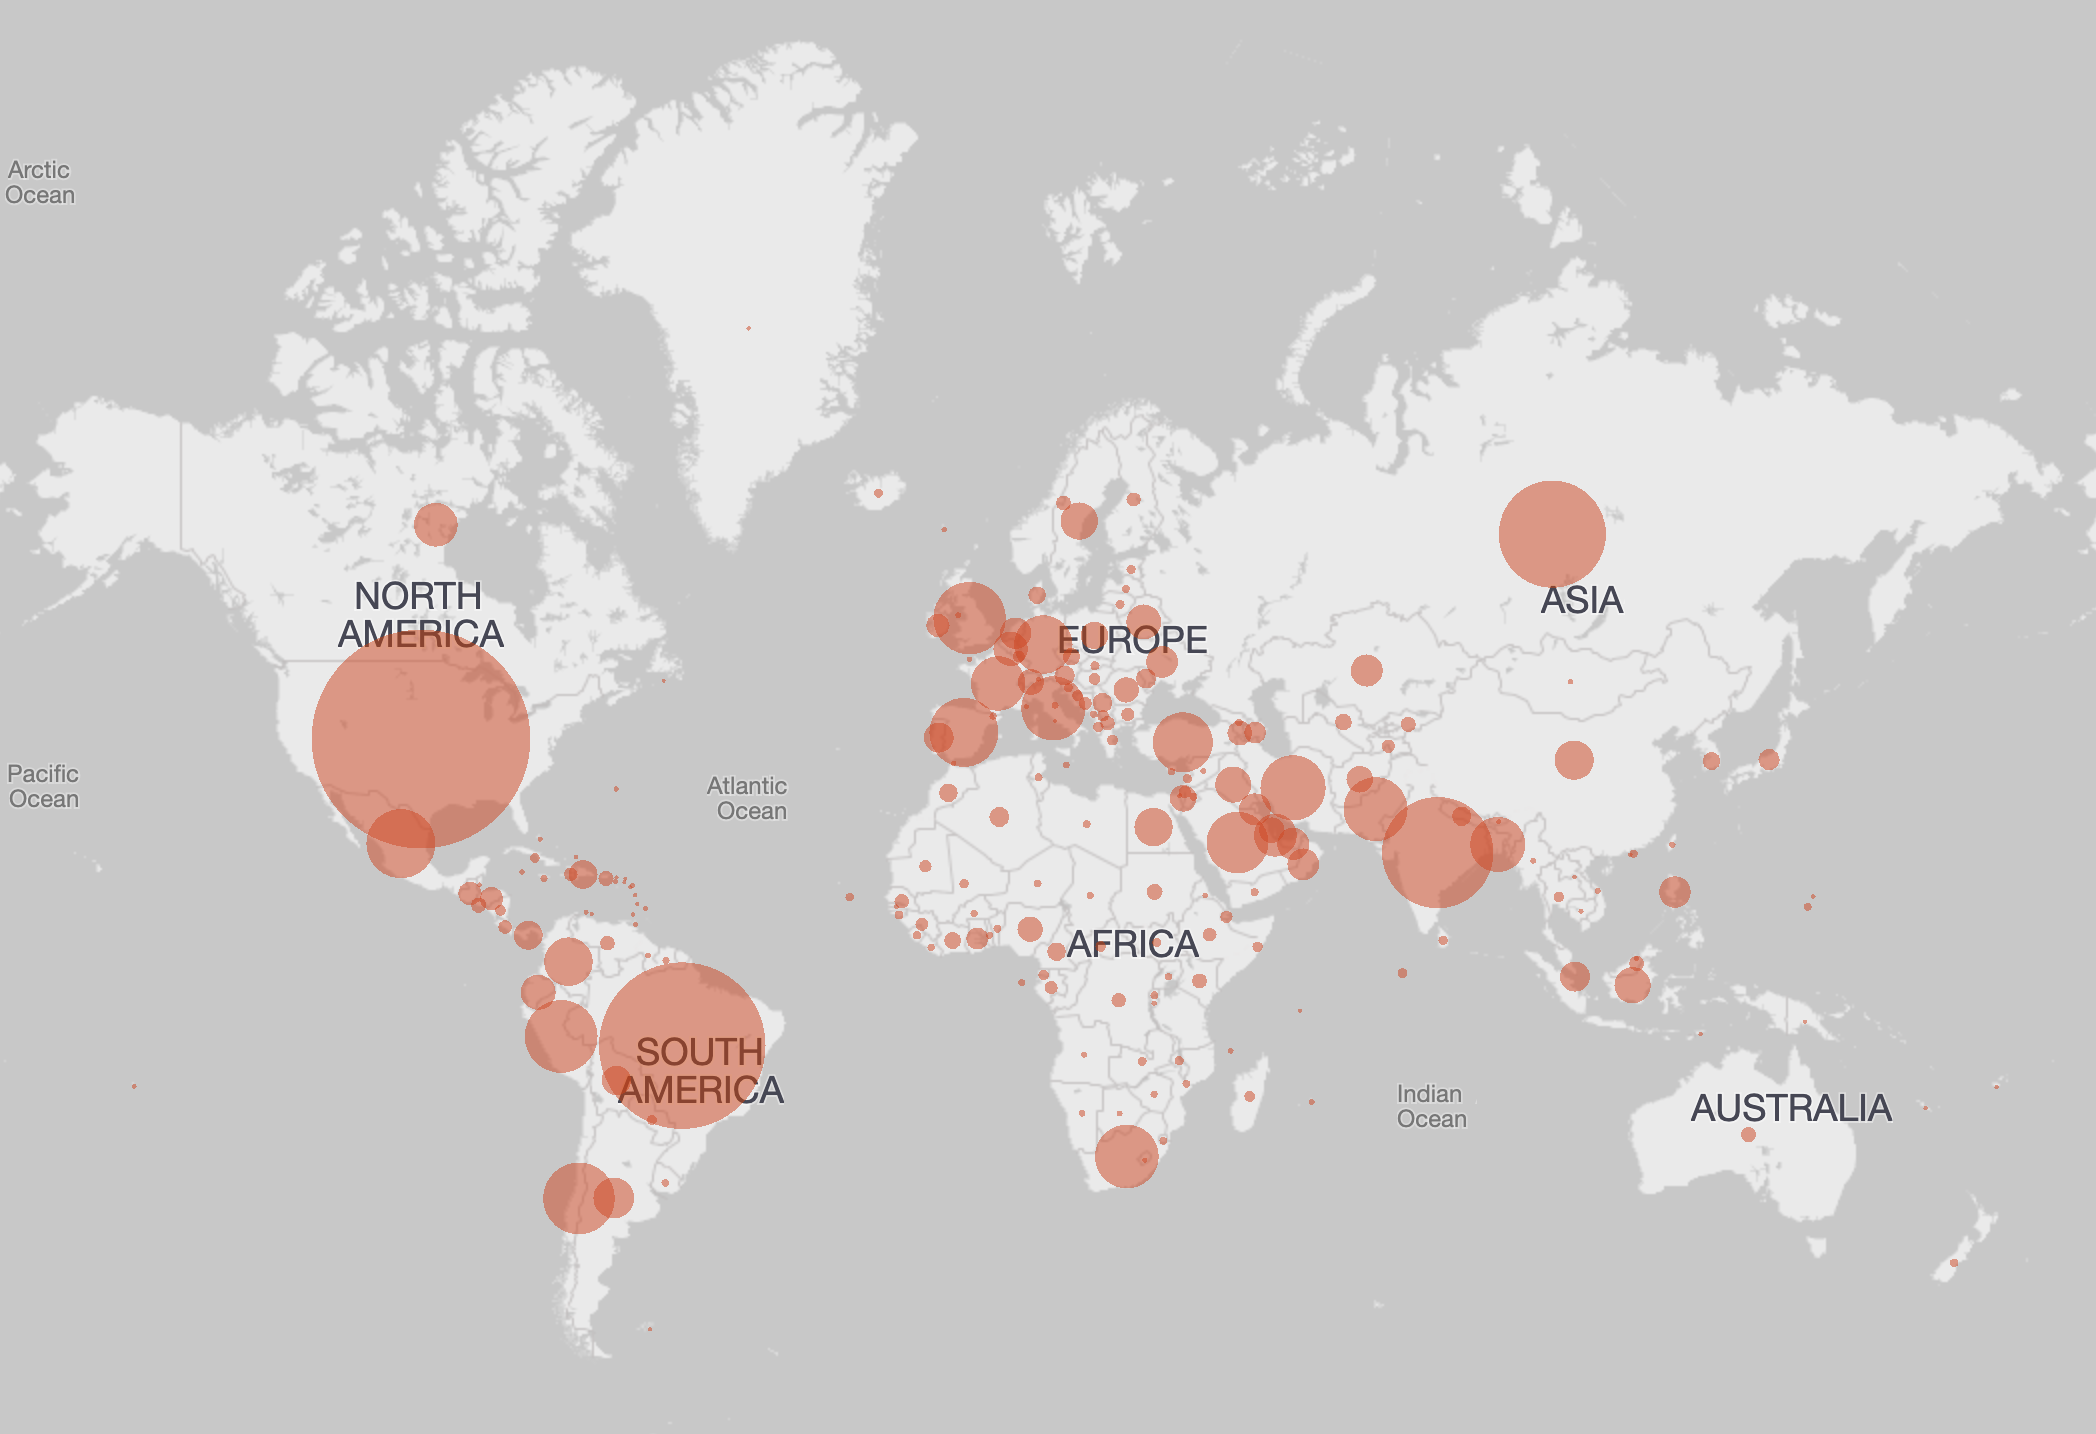 Arctic
Ocean
NORTH
AMERICA
ASIA
EUROPE
Pacific
Ocean
Atlantic
Ocean
AFRICA
SOUTH
AMERICA
Indian
Ocean
AUSTRALIA